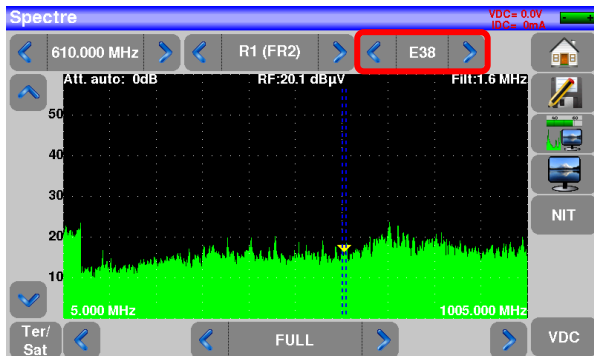 Spectre
VDC= 0.0V
IDC= 0mA
610.000 MHz
R1 (FR2)
E38
Att. auto: 0dB
RF:20.1 dBµV
Filt:1.6 MHz
50
40
30
20
10
5.000 MHz
1005.000 MHz
NIT
Ter/
Sat
FULL
VDC